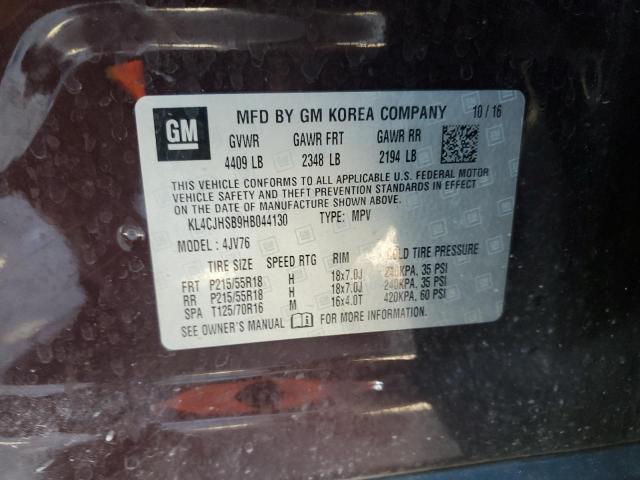 GM
MFD BY GM KOREA COMPANY 10/16
GVWR GAWR FRT GAWR RR
4409 LB 2348 LB 2194 LB
THIS VEHICLE CONFORMS TO ALL APPLICABLE U.S. FEDERAL MOTOR
VEHICLE SAFETY AND THEFT PREVENTION STANDARDS IN EFFECT
ON THE DATE OF MANUFACTURE SHOWN ABOVE.
KL4CJHSB9HB044130 TYPE: MPV
MODEL: 4JV76
TIRE SIZE SPEED RTG RIM COLD TIRE PRESSURE
FRT P215/55R18 H 18x7.0J 240KPA, 35 PSI
RR P215/55R18 H 18x7.0J 240KPA, 35 PSI
SPA T125/70R16 M 16x4.0T 420KPA, 60 PSI
SEE OWNER'S MANUAL FOR MORE INFORMATION.